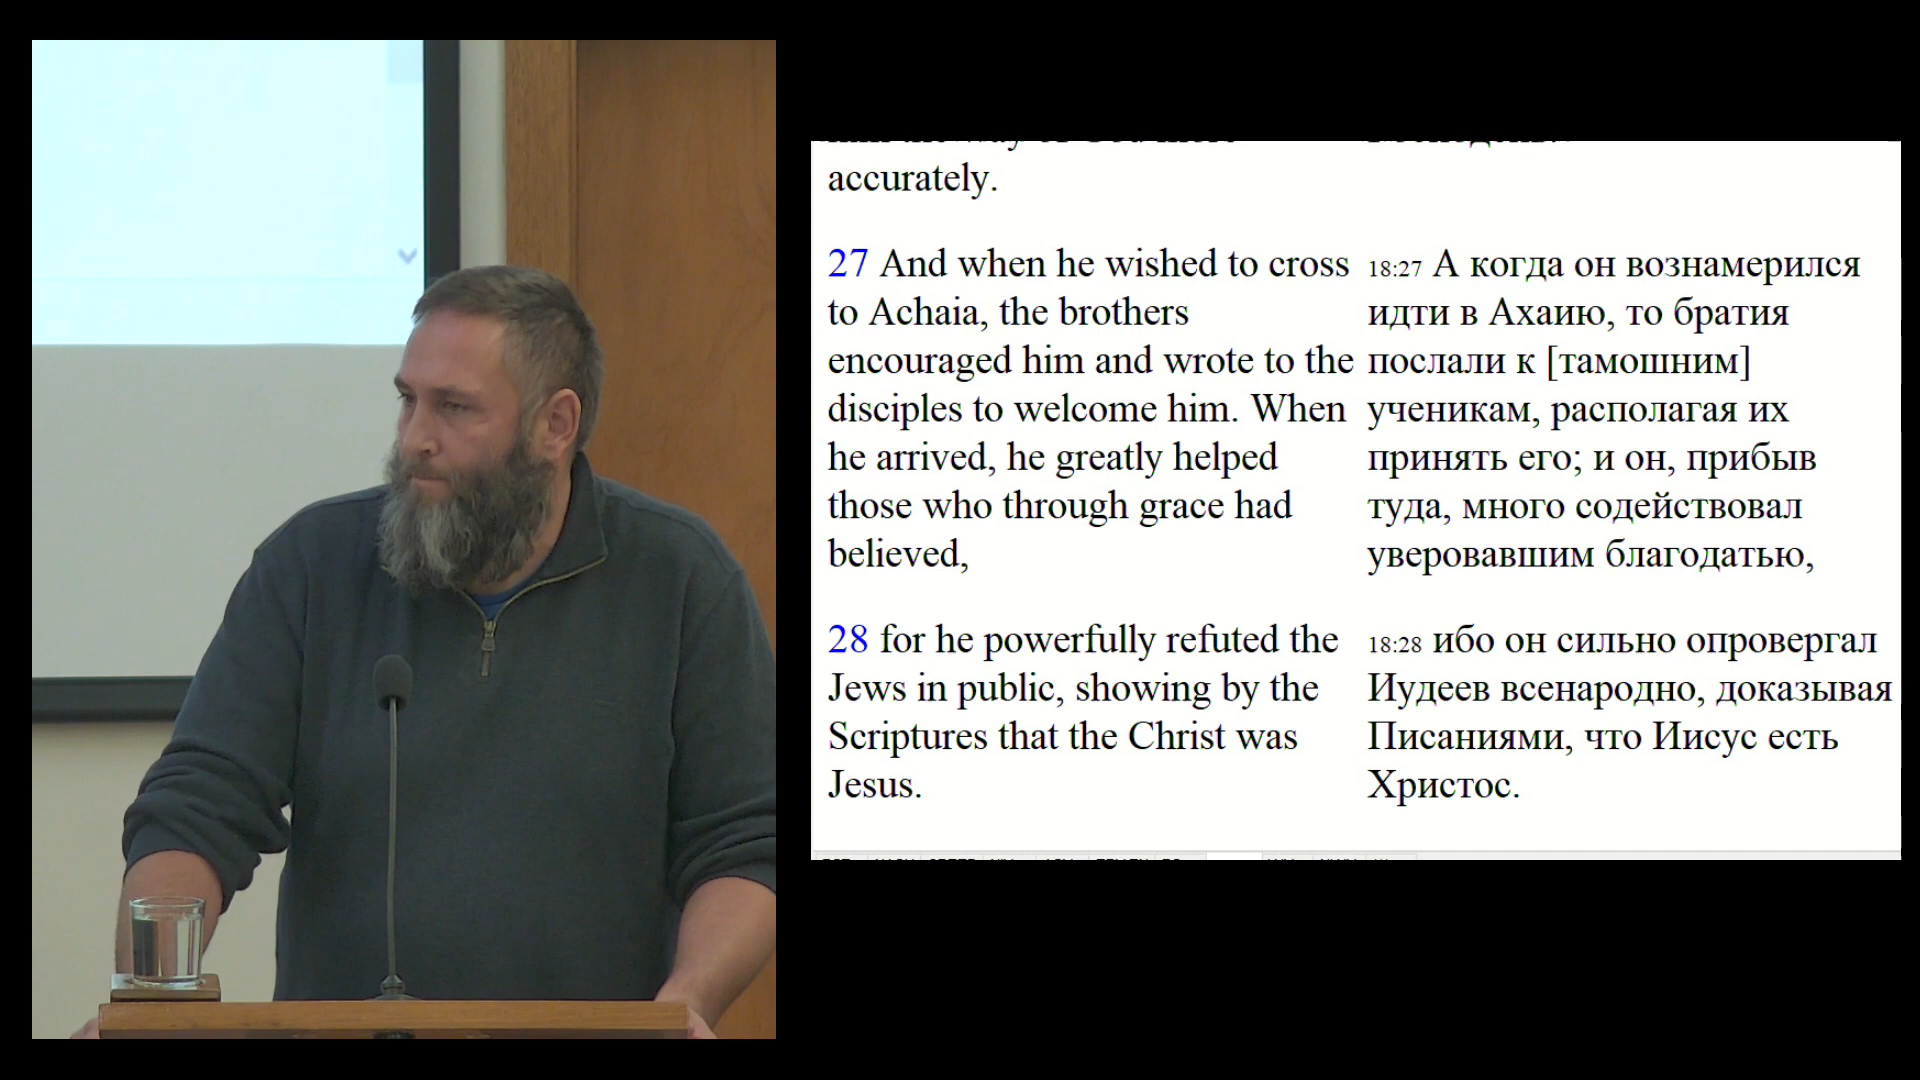 accurately.
27 And when he wished to cross
to Achaia, the brothers
encouraged him and wrote to the
disciples to welcome him. When
he arrived, he greatly helped
those who through grace had
believed,
28 for he powerfully refuted the
Jews in public, showing by the
Scriptures that the Christ was
Jesus.
18:27 А когда он вознамерился
идти в Ахаию, то братия
послали к [тамошним]
ученикам, располагая их
принять его; и он, прибыв
туда, много содействовал
уверовавшим благодатью,
18:28 ибо он сильно опровергал
Иудеев всенародно, доказывая
Писаниями, что Иисус есть
Христос.